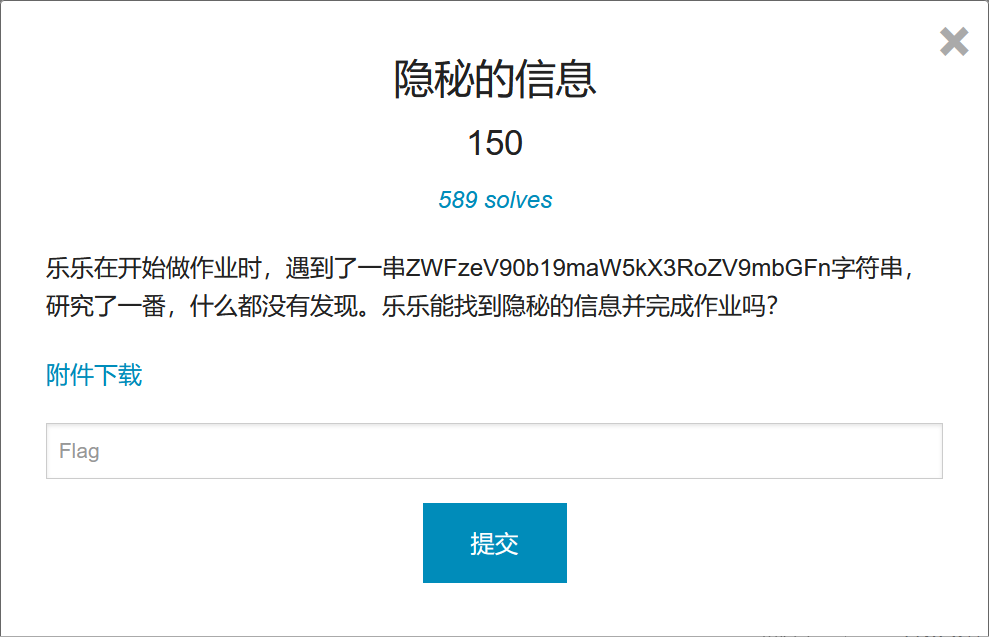 隐秘的信息
150
589 solves
乐乐在开始做作业时，遇到了一串ZWFzeV90b19maW5kX3RoZV9mbGFn字符串，
研究了一番，什么都没有发现。乐乐能找到隐秘的信息并完成作业吗？
附件下载
Flag
提交